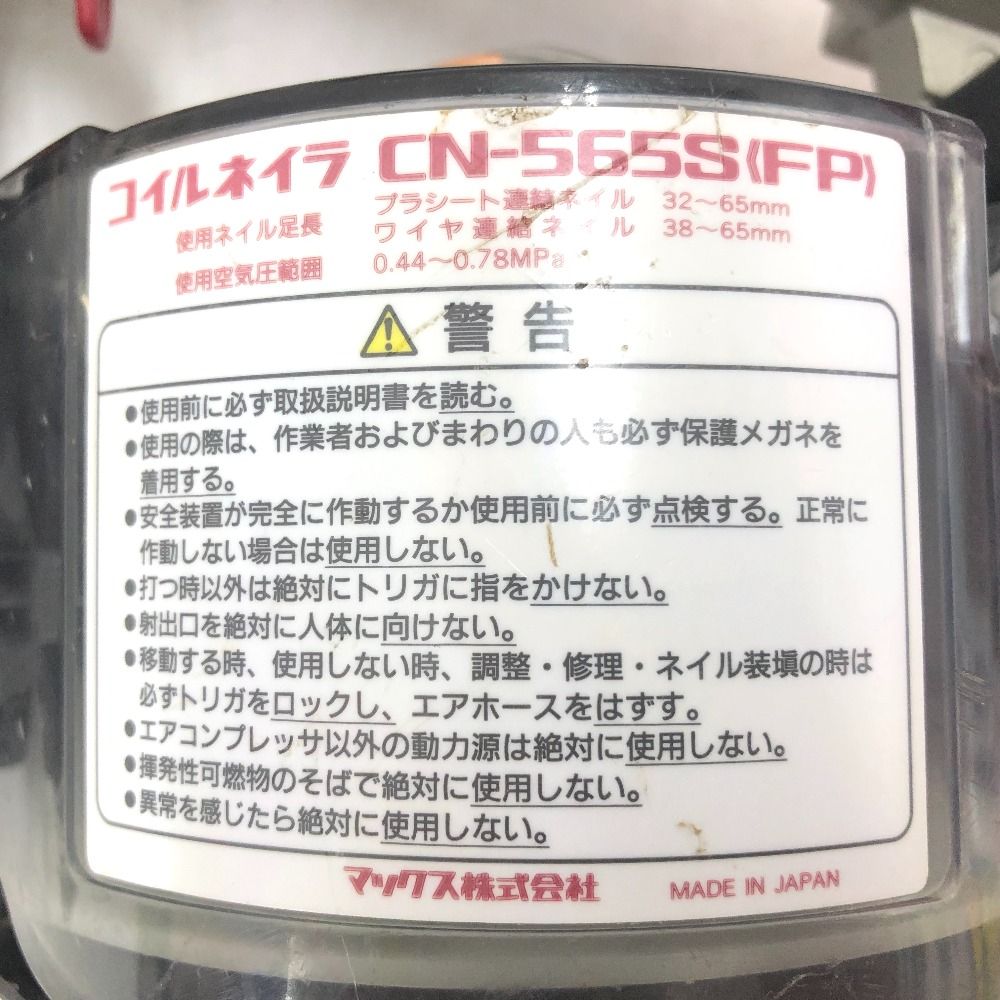 コイルネイラ CN-565S《FP》
使用ネイル足長 プラシート連結ネイル 32～65mm
ワイヤ連結ネイル 38～65mm
使用空気圧範囲 0.44～0.78MPa
警告
●使用前に必ず取扱説明書を読む。
●使用の際は、作業者およびまわりの人も必ず保護メガネを
着用する。
●安全装置が完全に作動するか使用前に必ず点検する。正常に
作動しない場合は使用しない。
●打つ時以外は絶対にトリガに指をかけない。
●射出口を絶対に人体に向けない。
●移動する時、使用しない時、調整・修理・ネイル装填の時は
必ずトリガをロックし、エアホースをはずす。
●エアコンプレッサ以外の動力源は絶対に使用しない。
●揮発性可燃物のそばで絶対に使用しない。
●異常を感じたら絶対に使用しない。
マックス株式会社 MADE IN JAPAN